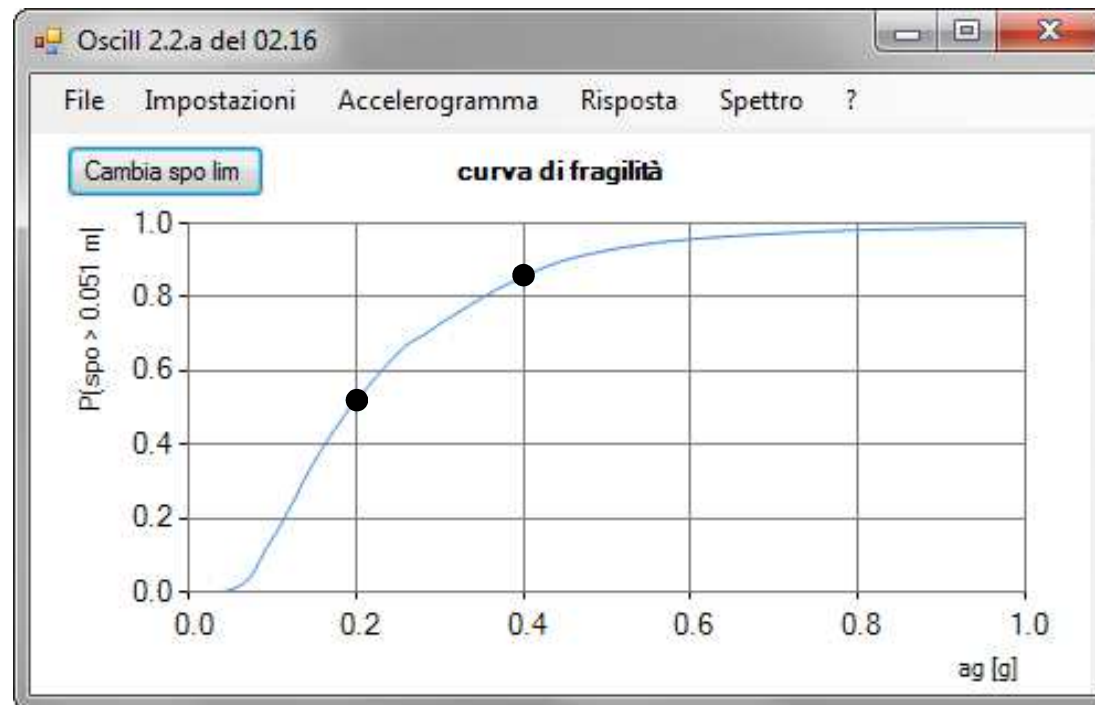 Oscill 2.2.a del 02.16
File Impostazioni Accelerogramma Risposta Spettro ?
Cambia spo lim
curva di fragilità
P(spo > 0.051 m)
1.0
0.8
0.6
0.4
0.2
0.0
0.0 0.2 0.4 0.6 0.8 1.0
ag [g]